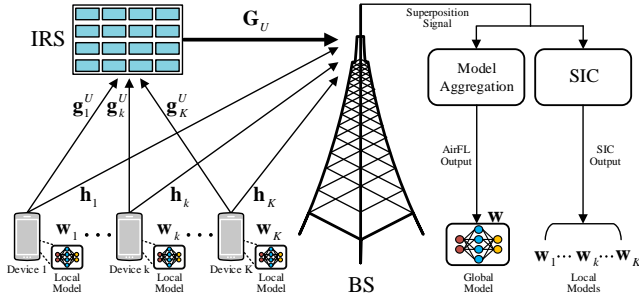 IRS
G_U
Superposition
Signal
Model
Aggregation
SIC
g_1^U
g_k^U
g_K^U
AirFL
Output
SIC
Output
h_1
h_k
h_K
w_1 • • • w_k • • • w_K
w
Device 1
Local
Model
Device k
Local
Model
Device K
Local
Model
BS
Global
Model
w_1 ··· w_k ··· w_K
Local
Models